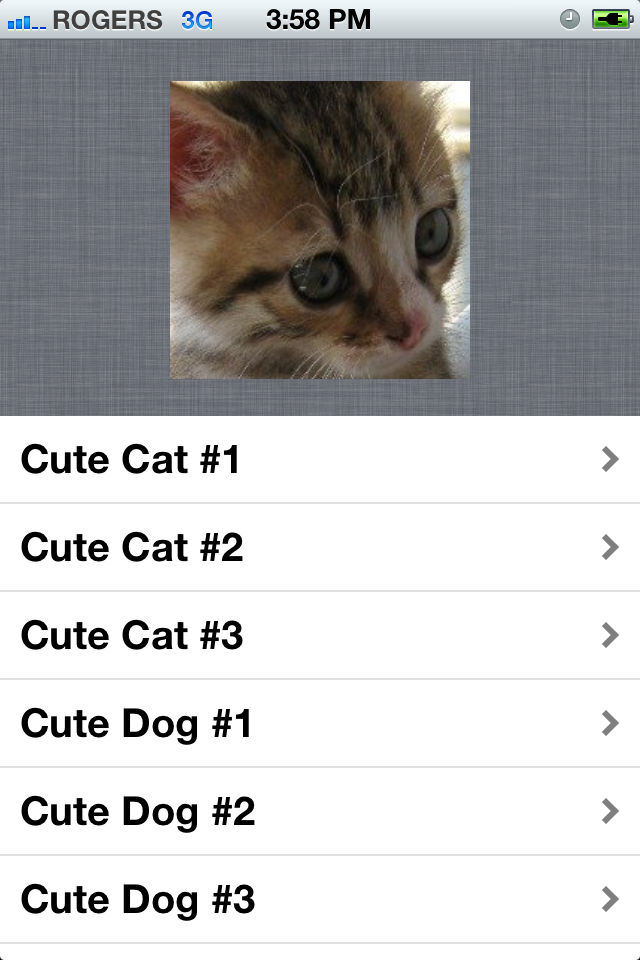 ROGERS 3G 3:58 PM
Cute Cat #1
Cute Cat #2
Cute Cat #3
Cute Dog #1
Cute Dog #2
Cute Dog #3